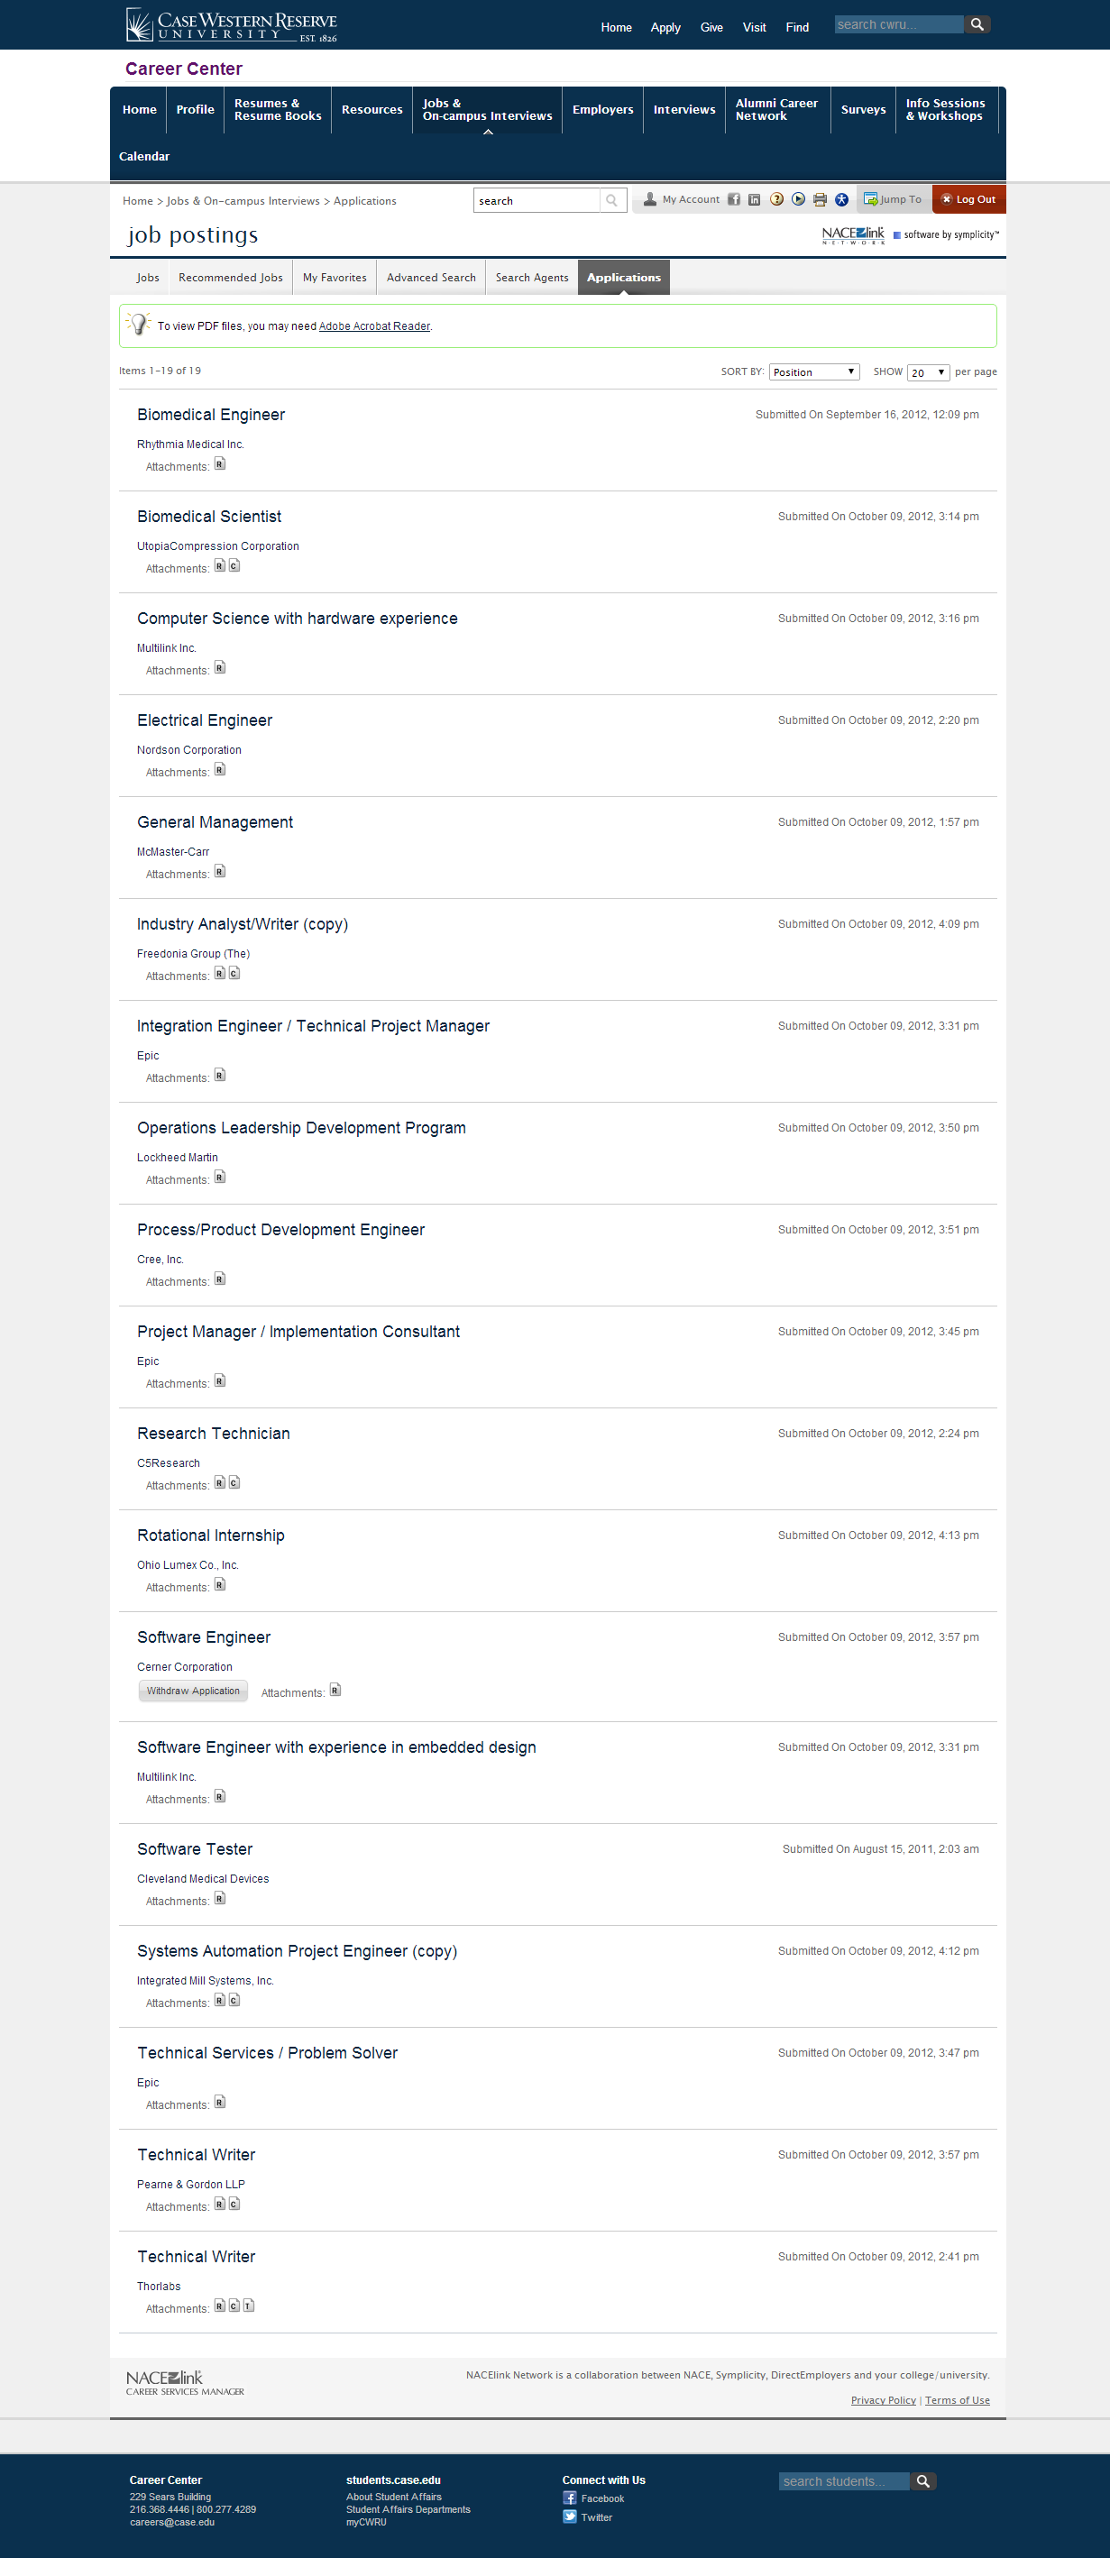 CASE WESTERN RESERVE
UNIVERSITY EST. 1826
Home Apply Give Visit Find search cwru...
Career Center
Home Profile Resumes & Resume Books Resources Jobs & On-campus Interviews Employers Interviews Alumni Career Network Surveys Info Sessions & Workshops
Calendar
Home > Jobs & On-campus Interviews > Applications search My Account Jump To Log Out
job postings NACElink NETWORK software by symplicity™
Jobs Recommended Jobs My Favorites Advanced Search Search Agents Applications
To view PDF files, you may need Adobe Acrobat Reader.
Items 1-19 of 19 SORT BY: Position SHOW 20 per page
Biomedical Engineer Submitted On September 16, 2012, 12:09 pm
Rhythmia Medical Inc.
Attachments: R
Biomedical Scientist Submitted On October 09, 2012, 3:14 pm
UtopiaCompression Corporation
Attachments: R C
Computer Science with hardware experience Submitted On October 09, 2012, 3:16 pm
Multilink Inc.
Attachments: R
Electrical Engineer Submitted On October 09, 2012, 2:20 pm
Nordson Corporation
Attachments: R
General Management Submitted On October 09, 2012, 1:57 pm
McMaster-Carr
Attachments: R
Industry Analyst/Writer (copy) Submitted On October 09, 2012, 4:09 pm
Freedonia Group (The)
Attachments: R C
Integration Engineer / Technical Project Manager Submitted On October 09, 2012, 3:31 pm
Epic
Attachments: R
Operations Leadership Development Program Submitted On October 09, 2012, 3:50 pm
Lockheed Martin
Attachments: R
Process/Product Development Engineer Submitted On October 09, 2012, 3:51 pm
Cree, Inc.
Attachments: R
Project Manager / Implementation Consultant Submitted On October 09, 2012, 3:45 pm
Epic
Attachments: R
Research Technician Submitted On October 09, 2012, 2:24 pm
C5Research
Attachments: R C
Rotational Internship Submitted On October 09, 2012, 4:13 pm
Ohio Lumex Co., Inc.
Attachments: R
Software Engineer Submitted On October 09, 2012, 3:57 pm
Cerner Corporation
Withdraw Application Attachments: R
Software Engineer with experience in embedded design Submitted On October 09, 2012, 3:31 pm
Multilink Inc.
Attachments: R
Software Tester Submitted On August 15, 2011, 2:03 am
Cleveland Medical Devices
Attachments: R
Systems Automation Project Engineer (copy) Submitted On October 09, 2012, 4:12 pm
Integrated Mill Systems, Inc.
Attachments: R C
Technical Services / Problem Solver Submitted On October 09, 2012, 3:47 pm
Epic
Attachments: R
Technical Writer Submitted On October 09, 2012, 3:57 pm
Pearne & Gordon LLP
Attachments: R C
Technical Writer Submitted On October 09, 2012, 2:41 pm
Thorlabs
Attachments: R C T
NACElink NACElink Network is a collaboration between NACE, Symplicity, DirectEmployers and your college/university.
CAREER SERVICES MANAGER
Privacy Policy | Terms of Use
Career Center students.case.edu Connect with Us search students...
229 Sears Building About Student Affairs Facebook
216.368.4446 | 800.277.4289 Student Affairs Departments Twitter
careers@case.edu myCWRU